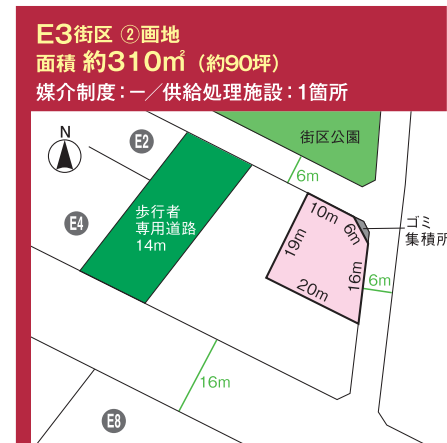 E3街区 ②画地
面積 約310㎡（約90坪）
媒介制度：ー／供給処理施設：1箇所
N
E2
街区公園
6m
E4
歩行者
専用道路
14m
10m
6m
ゴミ
集積所
19m
16m
6m
20m
16m
E8